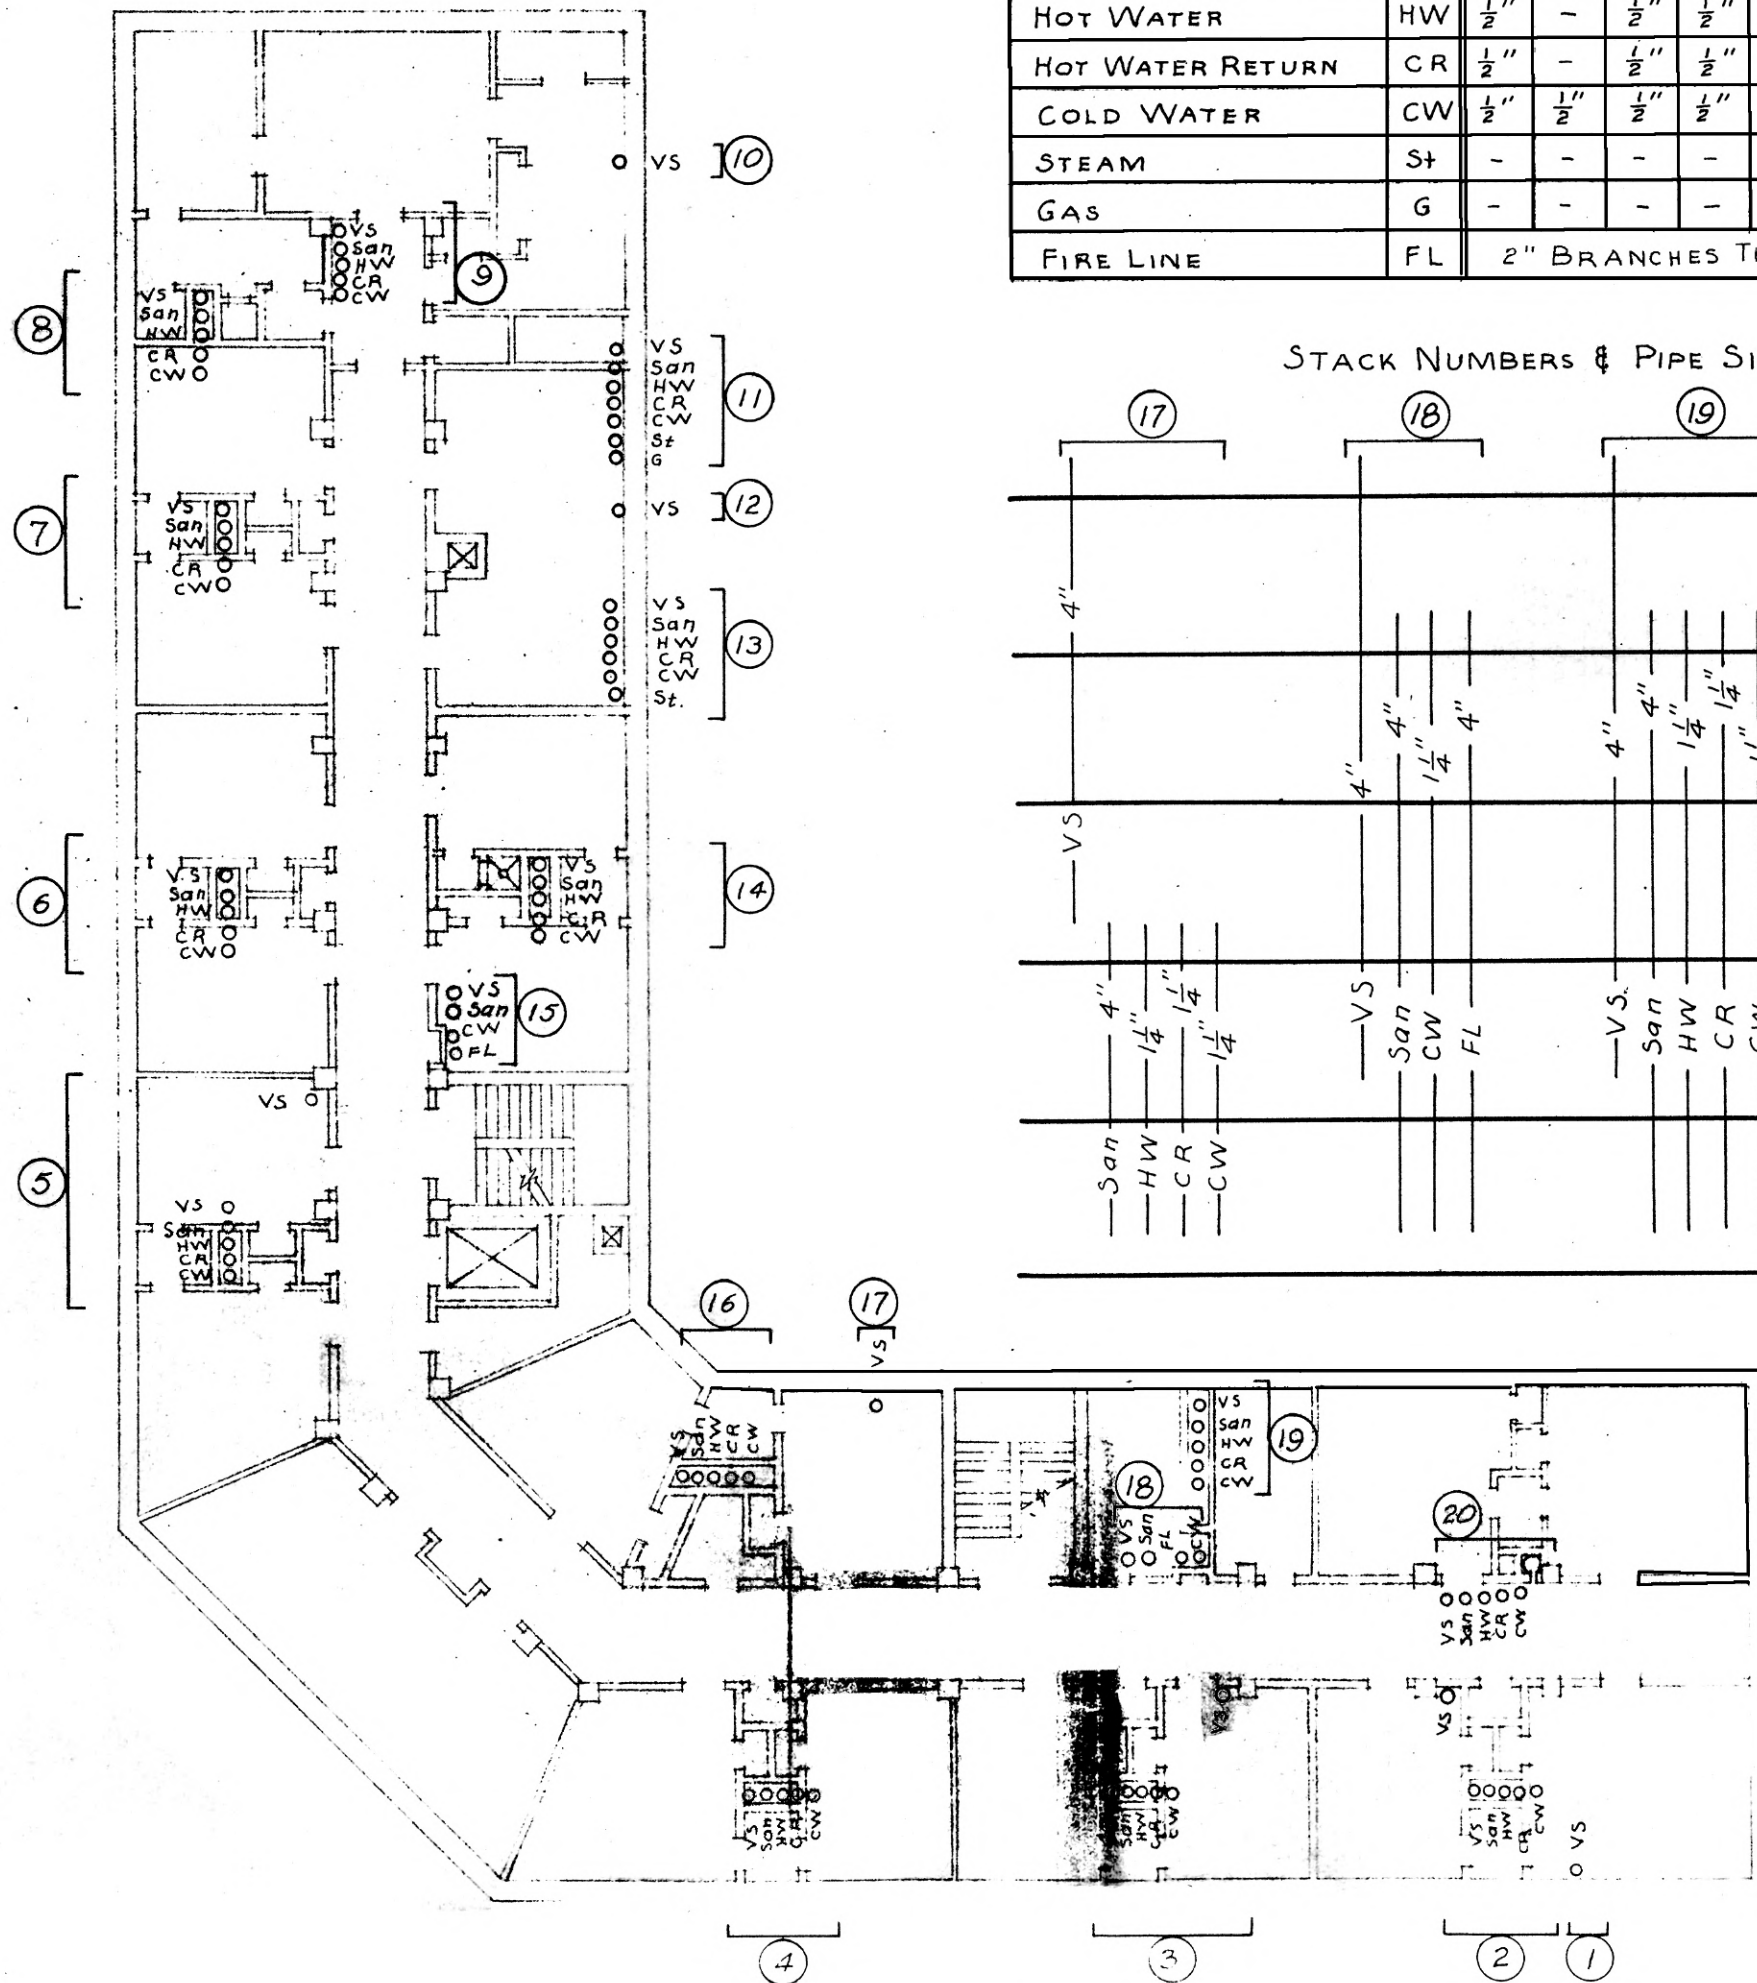 HOT WATER HW 1/2" - 1/2" 1/2"
HOT WATER RETURN CR 1/2" - 1/2" 1/2"
COLD WATER CW 1/2" 1/2" 1/2" 1/2"
STEAM St - - - -
GAS G - - - -
FIRE LINE FL 2" BRANCHES
STACK NUMBERS & PIPE
17 18 19
4"
4" 1 1/4" 4"
4" 4" 1 1/4" 1 1/4"
4"
VS
VS San CW FL
VS. San HW CR CW
4" 1 1/4" 1 1/4" 1 1/4"
San HW CR CW
VS 10
VS
San
HW
CR
CW
9
8
VS
San
HW
CR
CW
VS
San
HW
CR
CW
St
G
11
7
VS
San
HW
CR
CW
VS 12
VS
San
HW
CR
CW
St.
13
6
VS
San
HW
CR
CW
VS
San
HW
CR
CW
14
VS
San
CW
FL
15
5
VS
VS
San
HW
CR
CW
16
VS San HW CR CW
17
VS
VS
San
HW
CR
CW
19
18
VS San FL CW
20
VS San HW CR CW
VS
VS
VS San HW CR CW
San HW CR CW
VS San HW CR CW
VS
4 3 2 1